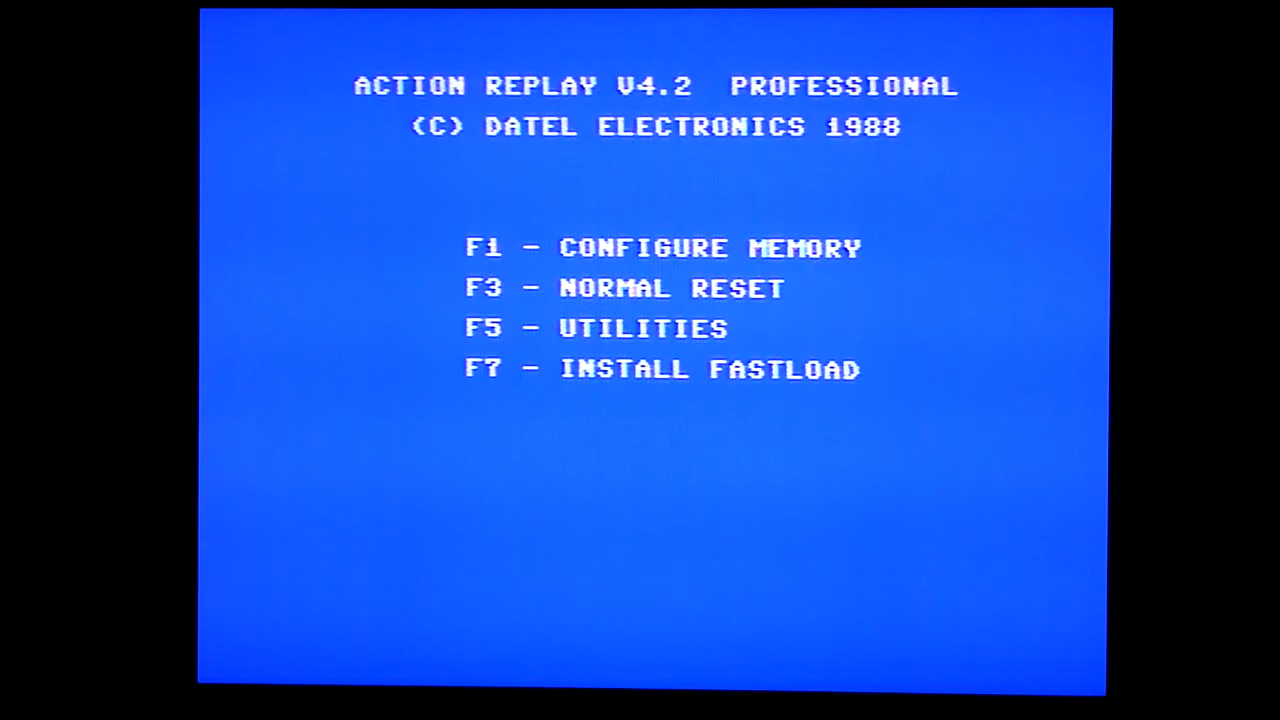 ACTION REPLAY V4.2  PROFESSIONAL
(C) DATEL ELECTRONICS 1988
F1 - CONFIGURE MEMORY
F3 - NORMAL RESET
F5 - UTILITIES
F7 - INSTALL FASTLOAD